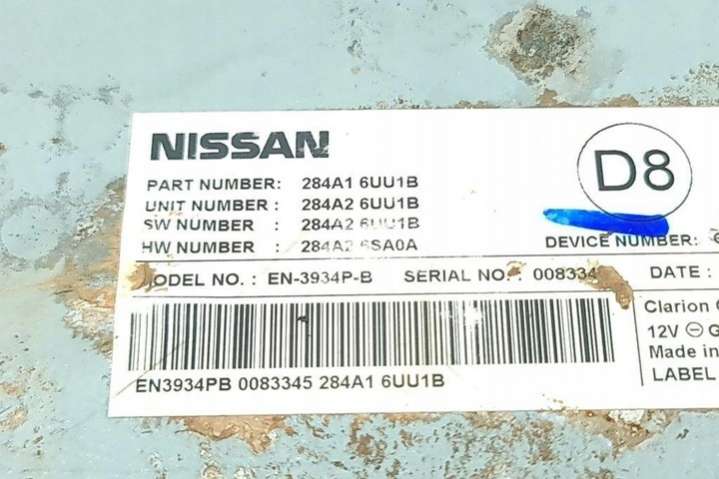 NISSAN
D8
PART NUMBER: 284A1 6UU1B
UNIT NUMBER : 284A2 6UU1B
SW NUMBER : 284A2 6UU1B
HW NUMBER : 284A2 6SA0A
DEVICE NUMBER:
MODEL NO. : EN-3934P-B SERIAL NO. : 008334 DATE :
Clarion
12V ⊖
Made in
LABEL
EN3934PB 0083345 284A1 6UU1B